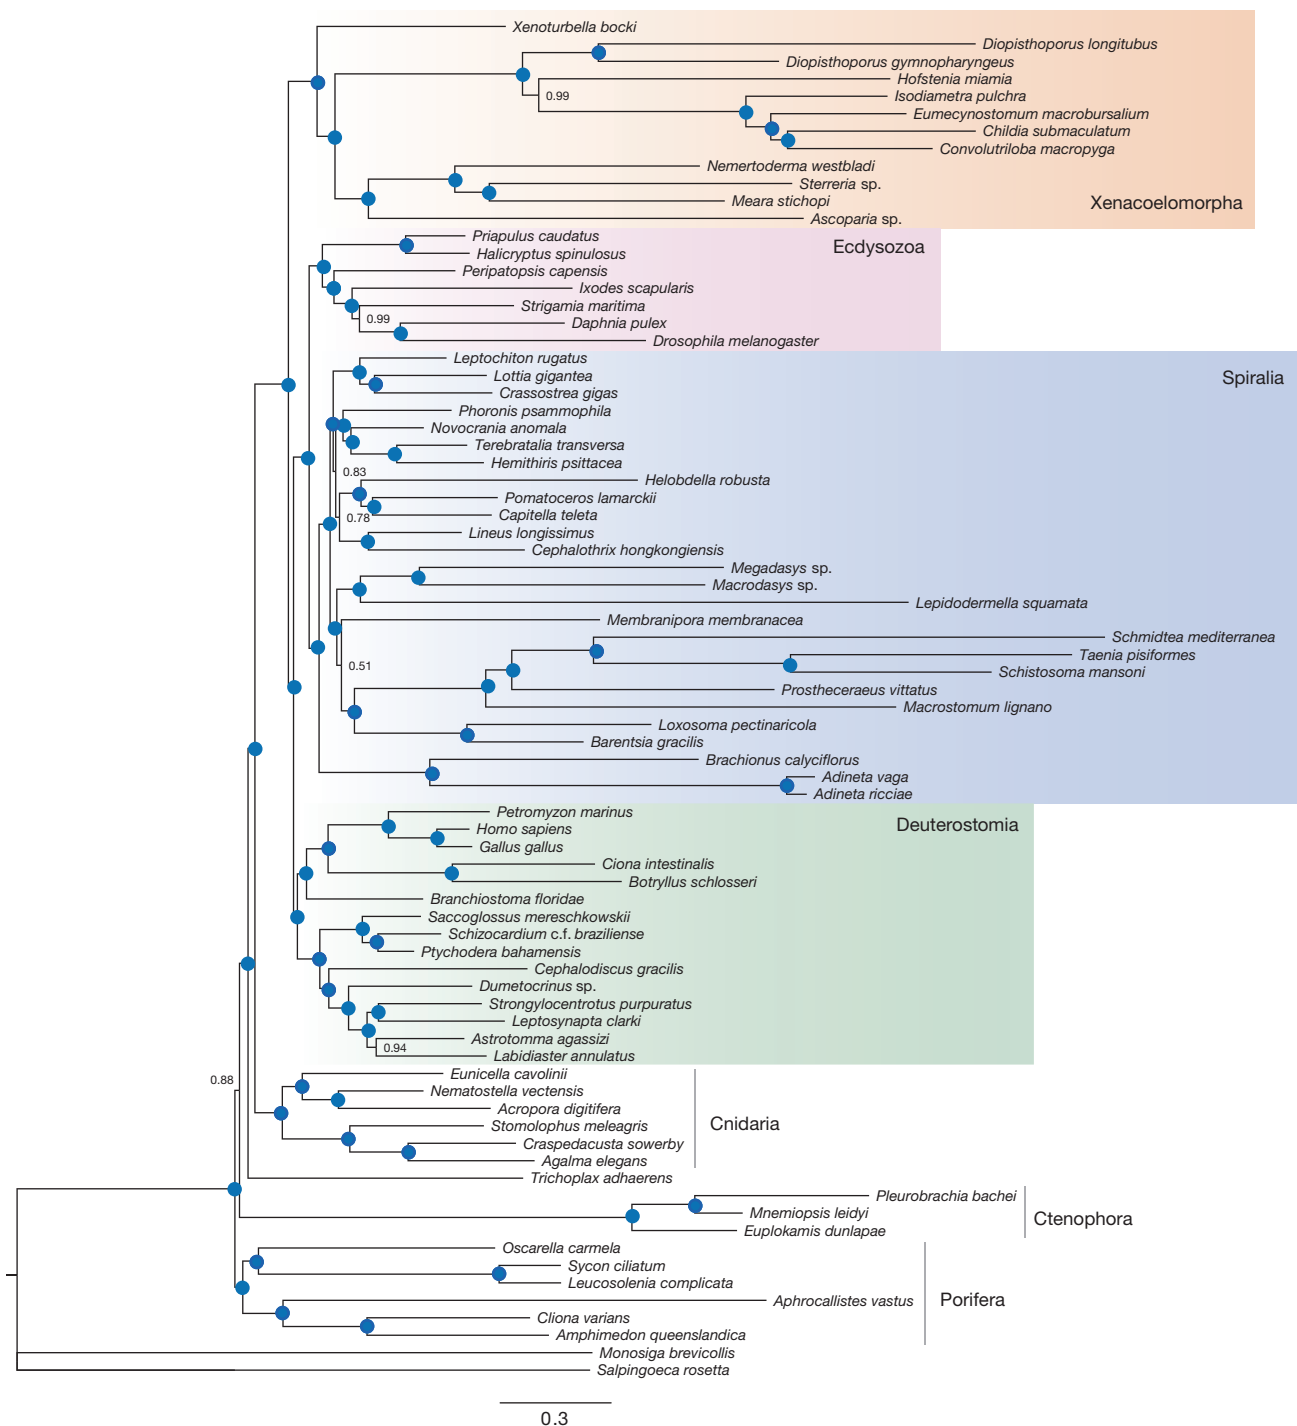 Xenoturbella bocki
Diopisthoporus longitubus
Diopisthoporus gymnopharyngeus
Hofstenia miamia
0.99
Isodiametra pulchra
Eumecynostomum macrobursalium
Childia submaculatum
Convolutriloba macropyga
Nemertoderma westbladi
Sterreria sp.
Meara stichopi
Xenacoelomorpha
Ascoparia sp.
Priapulus caudatus
Ecdysozoa
Halicryptus spinulosus
Peripatopsis capensis
Ixodes scapularis
Strigamia maritima
0.99
Daphnia pulex
Drosophila melanogaster
Leptochiton rugatus
Spiralia
Lottia gigantea
Crassostrea gigas
Phoronis psammophila
Novocrania anomala
Terebratalia transversa
Hemithiris psittacea
0.83
Helobdella robusta
Pomatoceros lamarckii
0.78
Capitella teleta
Lineus longissimus
Cephalothrix hongkongiensis
Megadasys sp.
Macrodasys sp.
Lepidodermella squamata
Membranipora membranacea
Schmidtea mediterranea
Taenia pisiformes
0.51
Schistosoma mansoni
Prostheceraeus vittatus
Macrostomum lignano
Loxosoma pectinaricola
Barentsia gracilis
Brachionus calyciflorus
Adineta vaga
Adineta ricciae
Petromyzon marinus
Deuterostomia
Homo sapiens
Gallus gallus
Ciona intestinalis
Botryllus schlosseri
Branchiostoma floridae
Saccoglossus mereschkowskii
Schizocardium c.f. braziliense
Ptychodera bahamensis
Cephalodiscus gracilis
Dumetocrinus sp.
Strongylocentrotus purpuratus
Leptosynapta clarki
Astrotomma agassizi
0.94
Labidiaster annulatus
Eunicella cavolinii
0.88
Nematostella vectensis
Acropora digitifera
Cnidaria
Stomolophus meleagris
Craspedacusta sowerby
Agalma elegans
Trichoplax adhaerens
Pleurobrachia bachei
Mnemiopsis leidyi
Ctenophora
Euplokamis dunlapae
Oscarella carmela
Sycon ciliatum
Leucosolenia complicata
Aphrocallistes vastus
Porifera
Cliona varians
Amphimedon queenslandica
Monosiga brevicollis
Salpingoeca rosetta
0.3